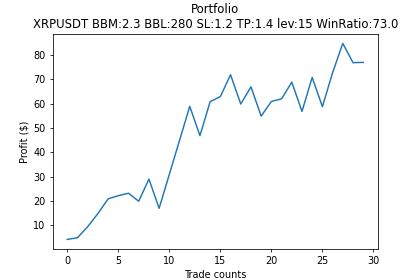 Portfolio
XRPUSDT BBM:2.3 BBL:280 SL:1.2 TP:1.4 lev:15 WinRatio:73.0
80
70
60
50
40
30
20
10
Profit ($)
0 5 10 15 20 25 30
Trade counts